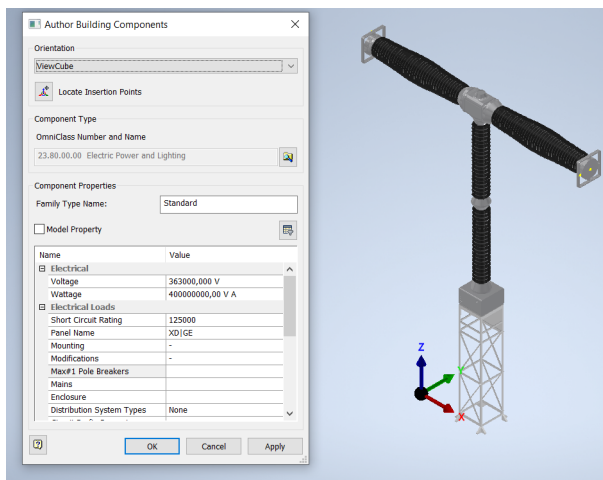 Author Building Components
Orientation
ViewCube
Locate Insertion Points
Component Type
OmniClass Number and Name
23.80.00.00 Electric Power and Lighting
Component Properties
Family Type Name: Standard
Model Property
Name Value
Electrical
Voltage 363000,000 V
Wattage 400000000,00 V A
Electrical Loads
Short Circuit Rating 125000
Panel Name XD|GE
Mounting -
Modifications -
Max#1 Pole Breakers
Mains
Enclosure
Distribution System Types None
OK Cancel Apply
Z
Y
X